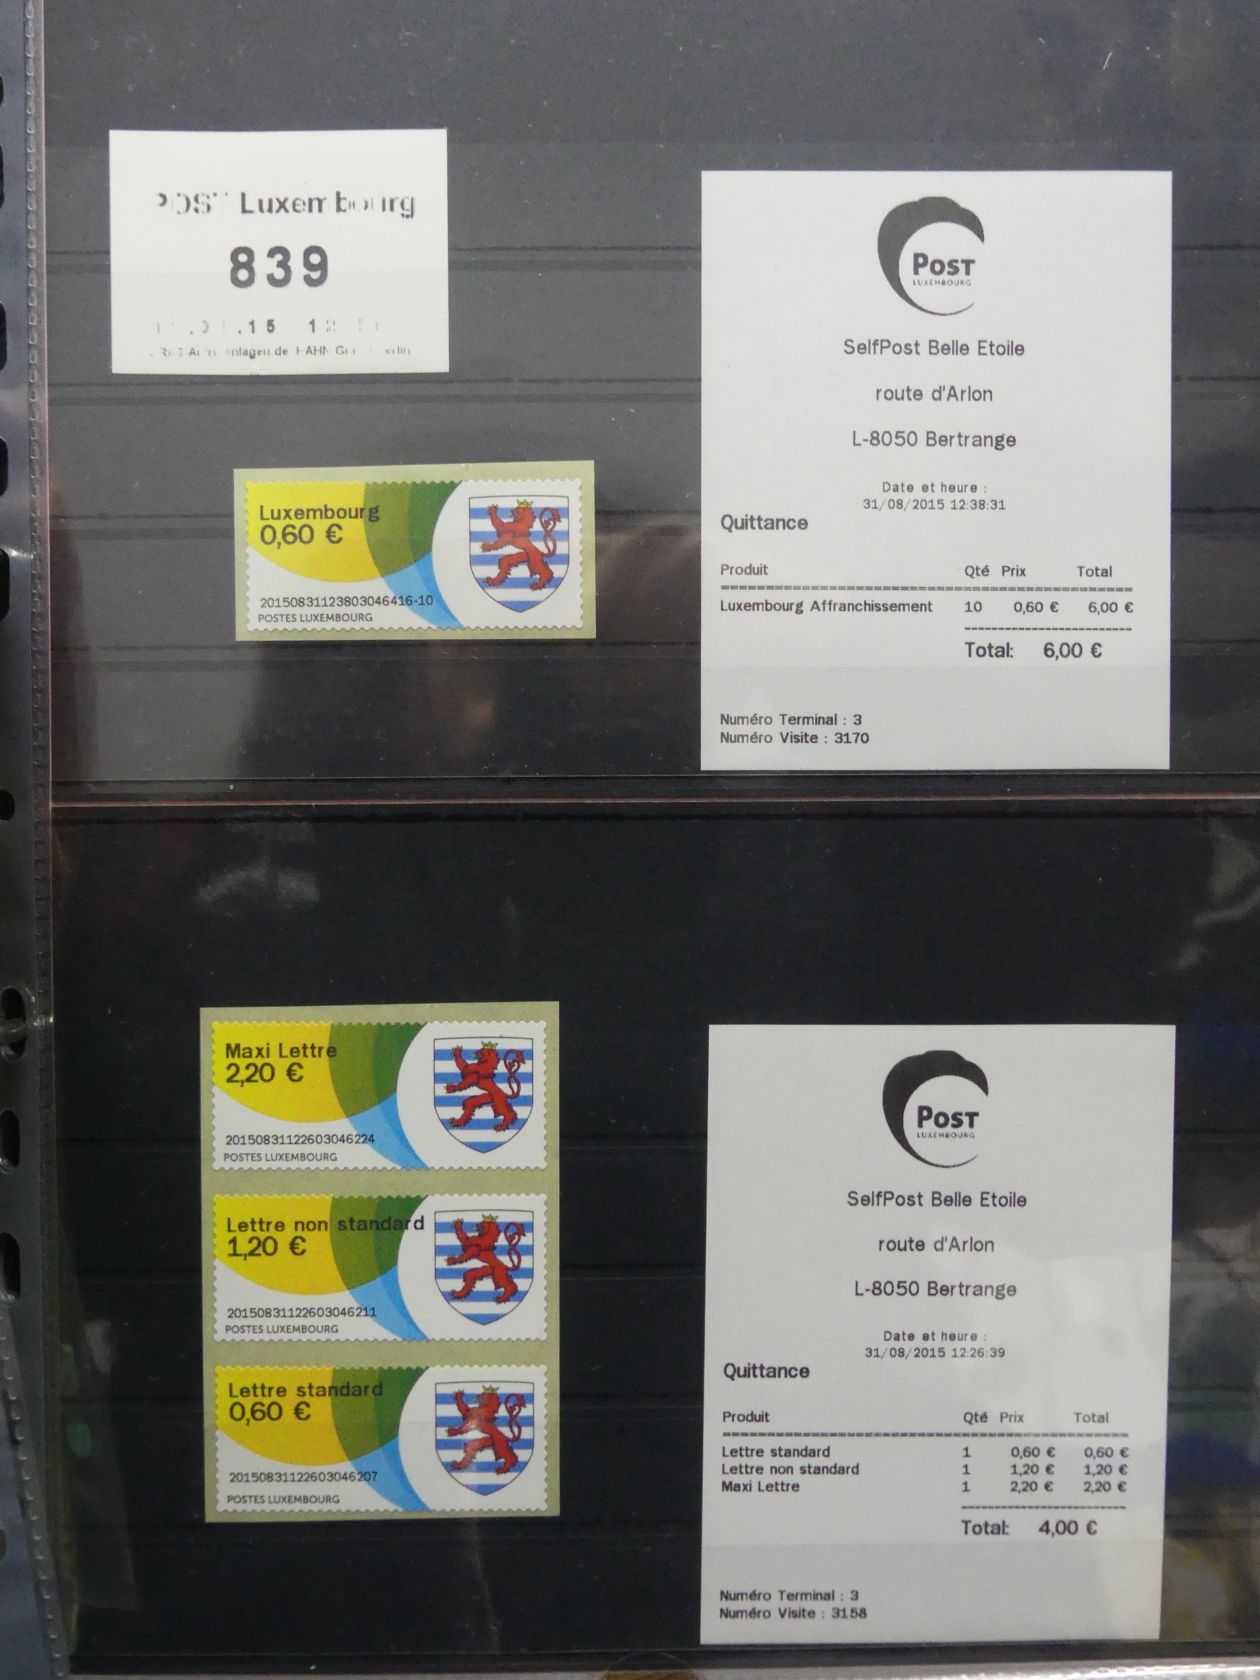 Luxembourg
839
Luxembourg
0,60 €
20150831123803046416-10
POSTES LUXEMBOURG
POST
LUXEMBOURG
SelfPost Belle Etoile
route d'Arlon
L-8050 Bertrange
Date et heure :
31/08/2015 12:38:31
Quittance
Produit Qté Prix Total
Luxembourg Affranchissement 10 0,60 € 6,00 €
Total: 6,00 €
Numéro Terminal : 3
Numéro Visite : 3170
Maxi Lettre
2,20 €
20150831122603046224
POSTES LUXEMBOURG
Lettre non standard
1,20 €
20150831122603046211
POSTES LUXEMBOURG
Lettre standard
0,60 €
20150831122603046207
POSTES LUXEMBOURG
POST
LUXEMBOURG
SelfPost Belle Etoile
route d'Arlon
L-8050 Bertrange
Date et heure :
31/08/2015 12:26:39
Quittance
Produit Qté Prix Total
Lettre standard 1 0,60 € 0,60 €
Lettre non standard 1 1,20 € 1,20 €
Maxi Lettre 1 2,20 € 2,20 €
Total: 4,00 €
Numéro Terminal : 3
Numéro Visite : 3158